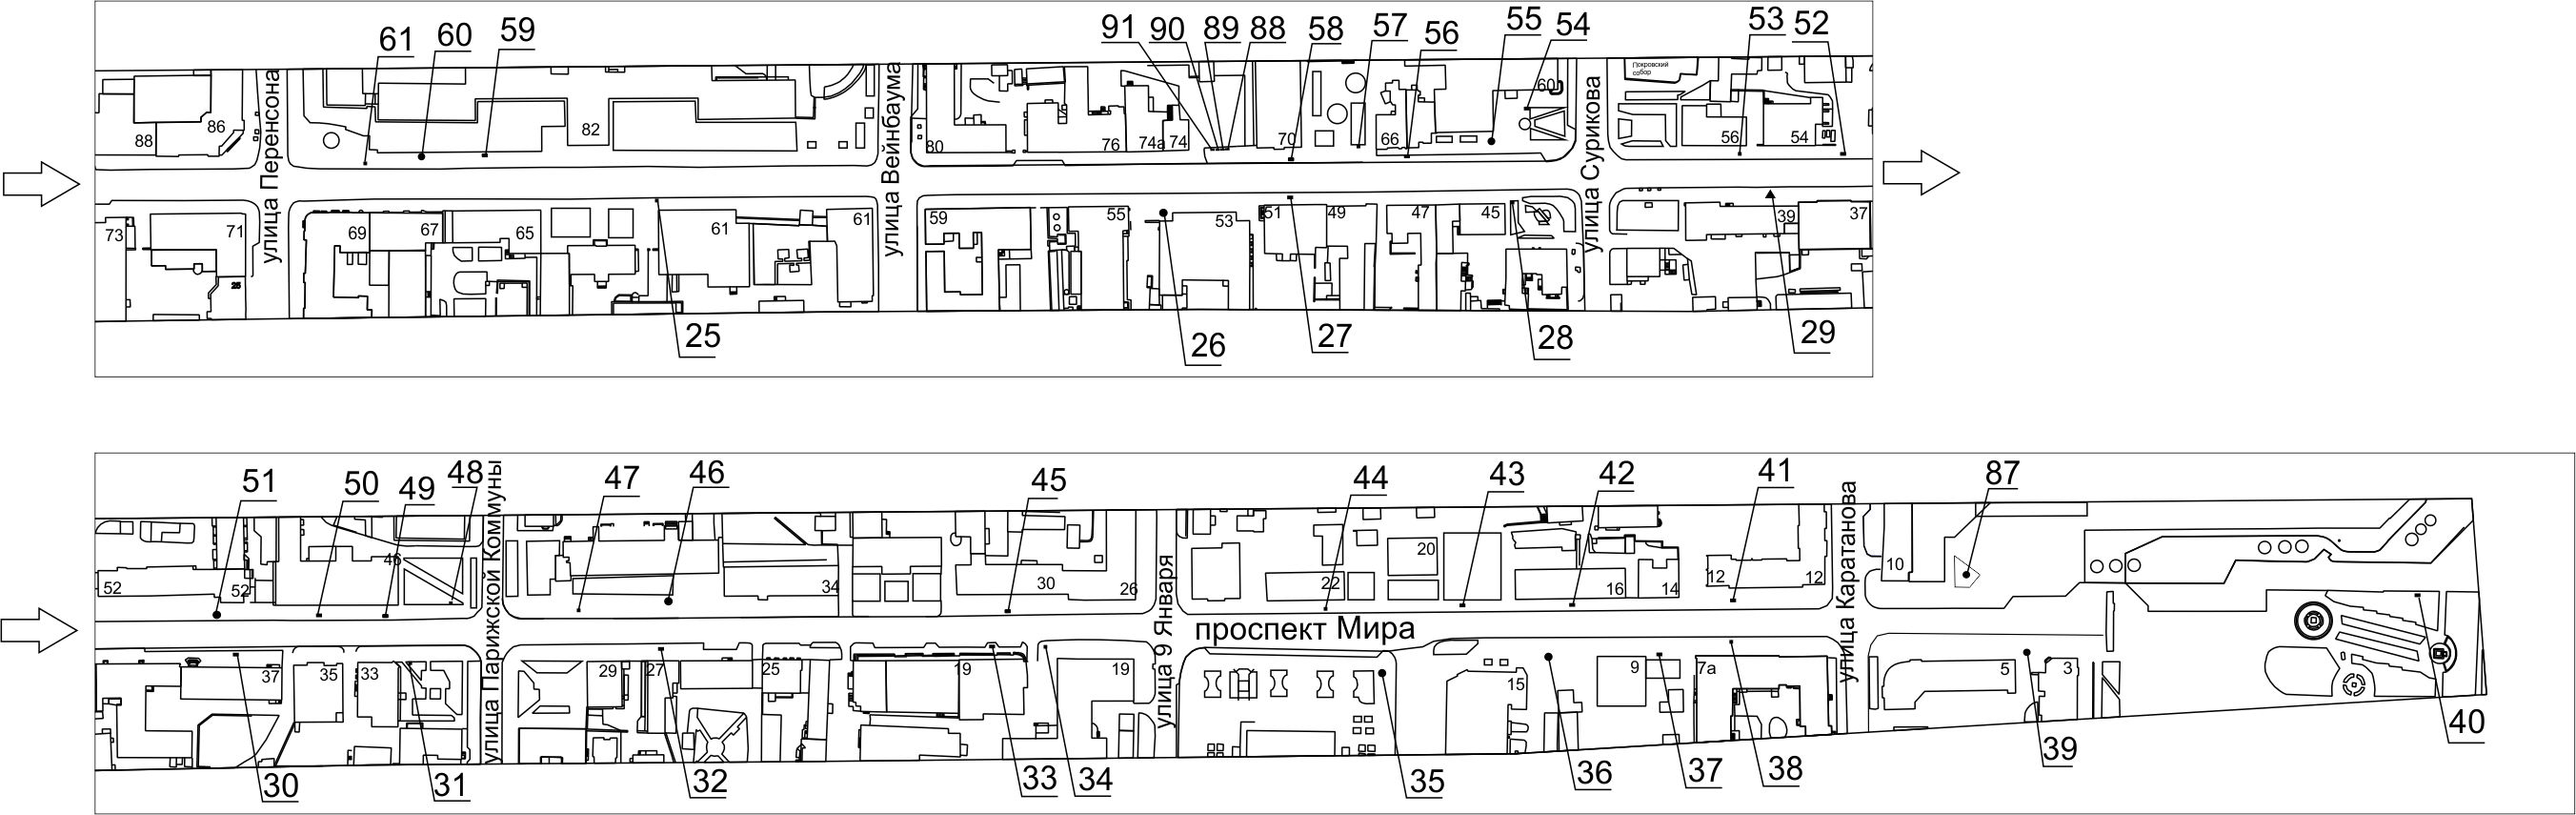 61 60 59 91 90 89 88 58 57 56 55 54 53 52
улица Перенсона
улица Вейнбаума
улица Сурикова
Покровский
собор
88 86 82 80 76 74а 74 70 66 60 56 54
73 71 25 69 67 65 61 61 59 55 53 51 49 47 45 39 37
25 26 27 28 29
51 50 49 48 47 46 45 44 43 42 41 87
улица Парижской Коммуны
улица 9 Января
улица Каратанова
52 52 46 34 30 26 22 20 16 14 12 12 10
проспект Мира
37 35 33 29 27 25 19 19 15 9 7а 5 3
30 31 32 33 34 35 36 37 38 39 40